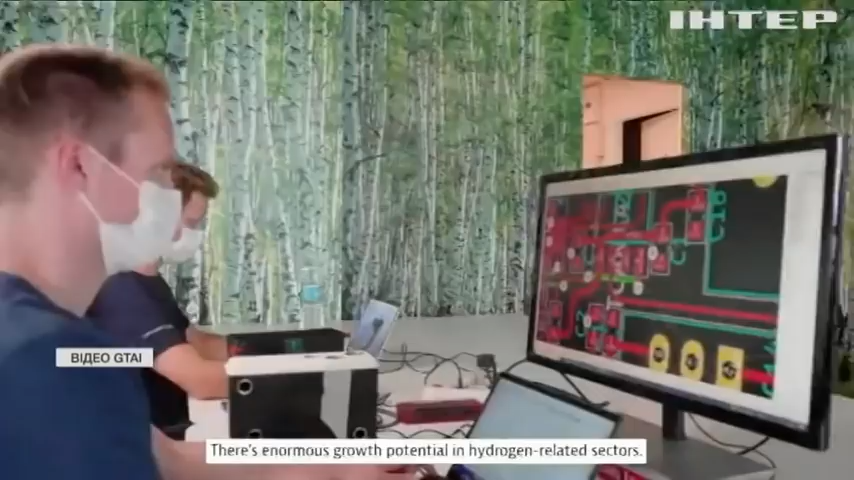 ІНТЕР
ВІДЕО GTAI
There's enormous growth potential in hydrogen-related sectors.